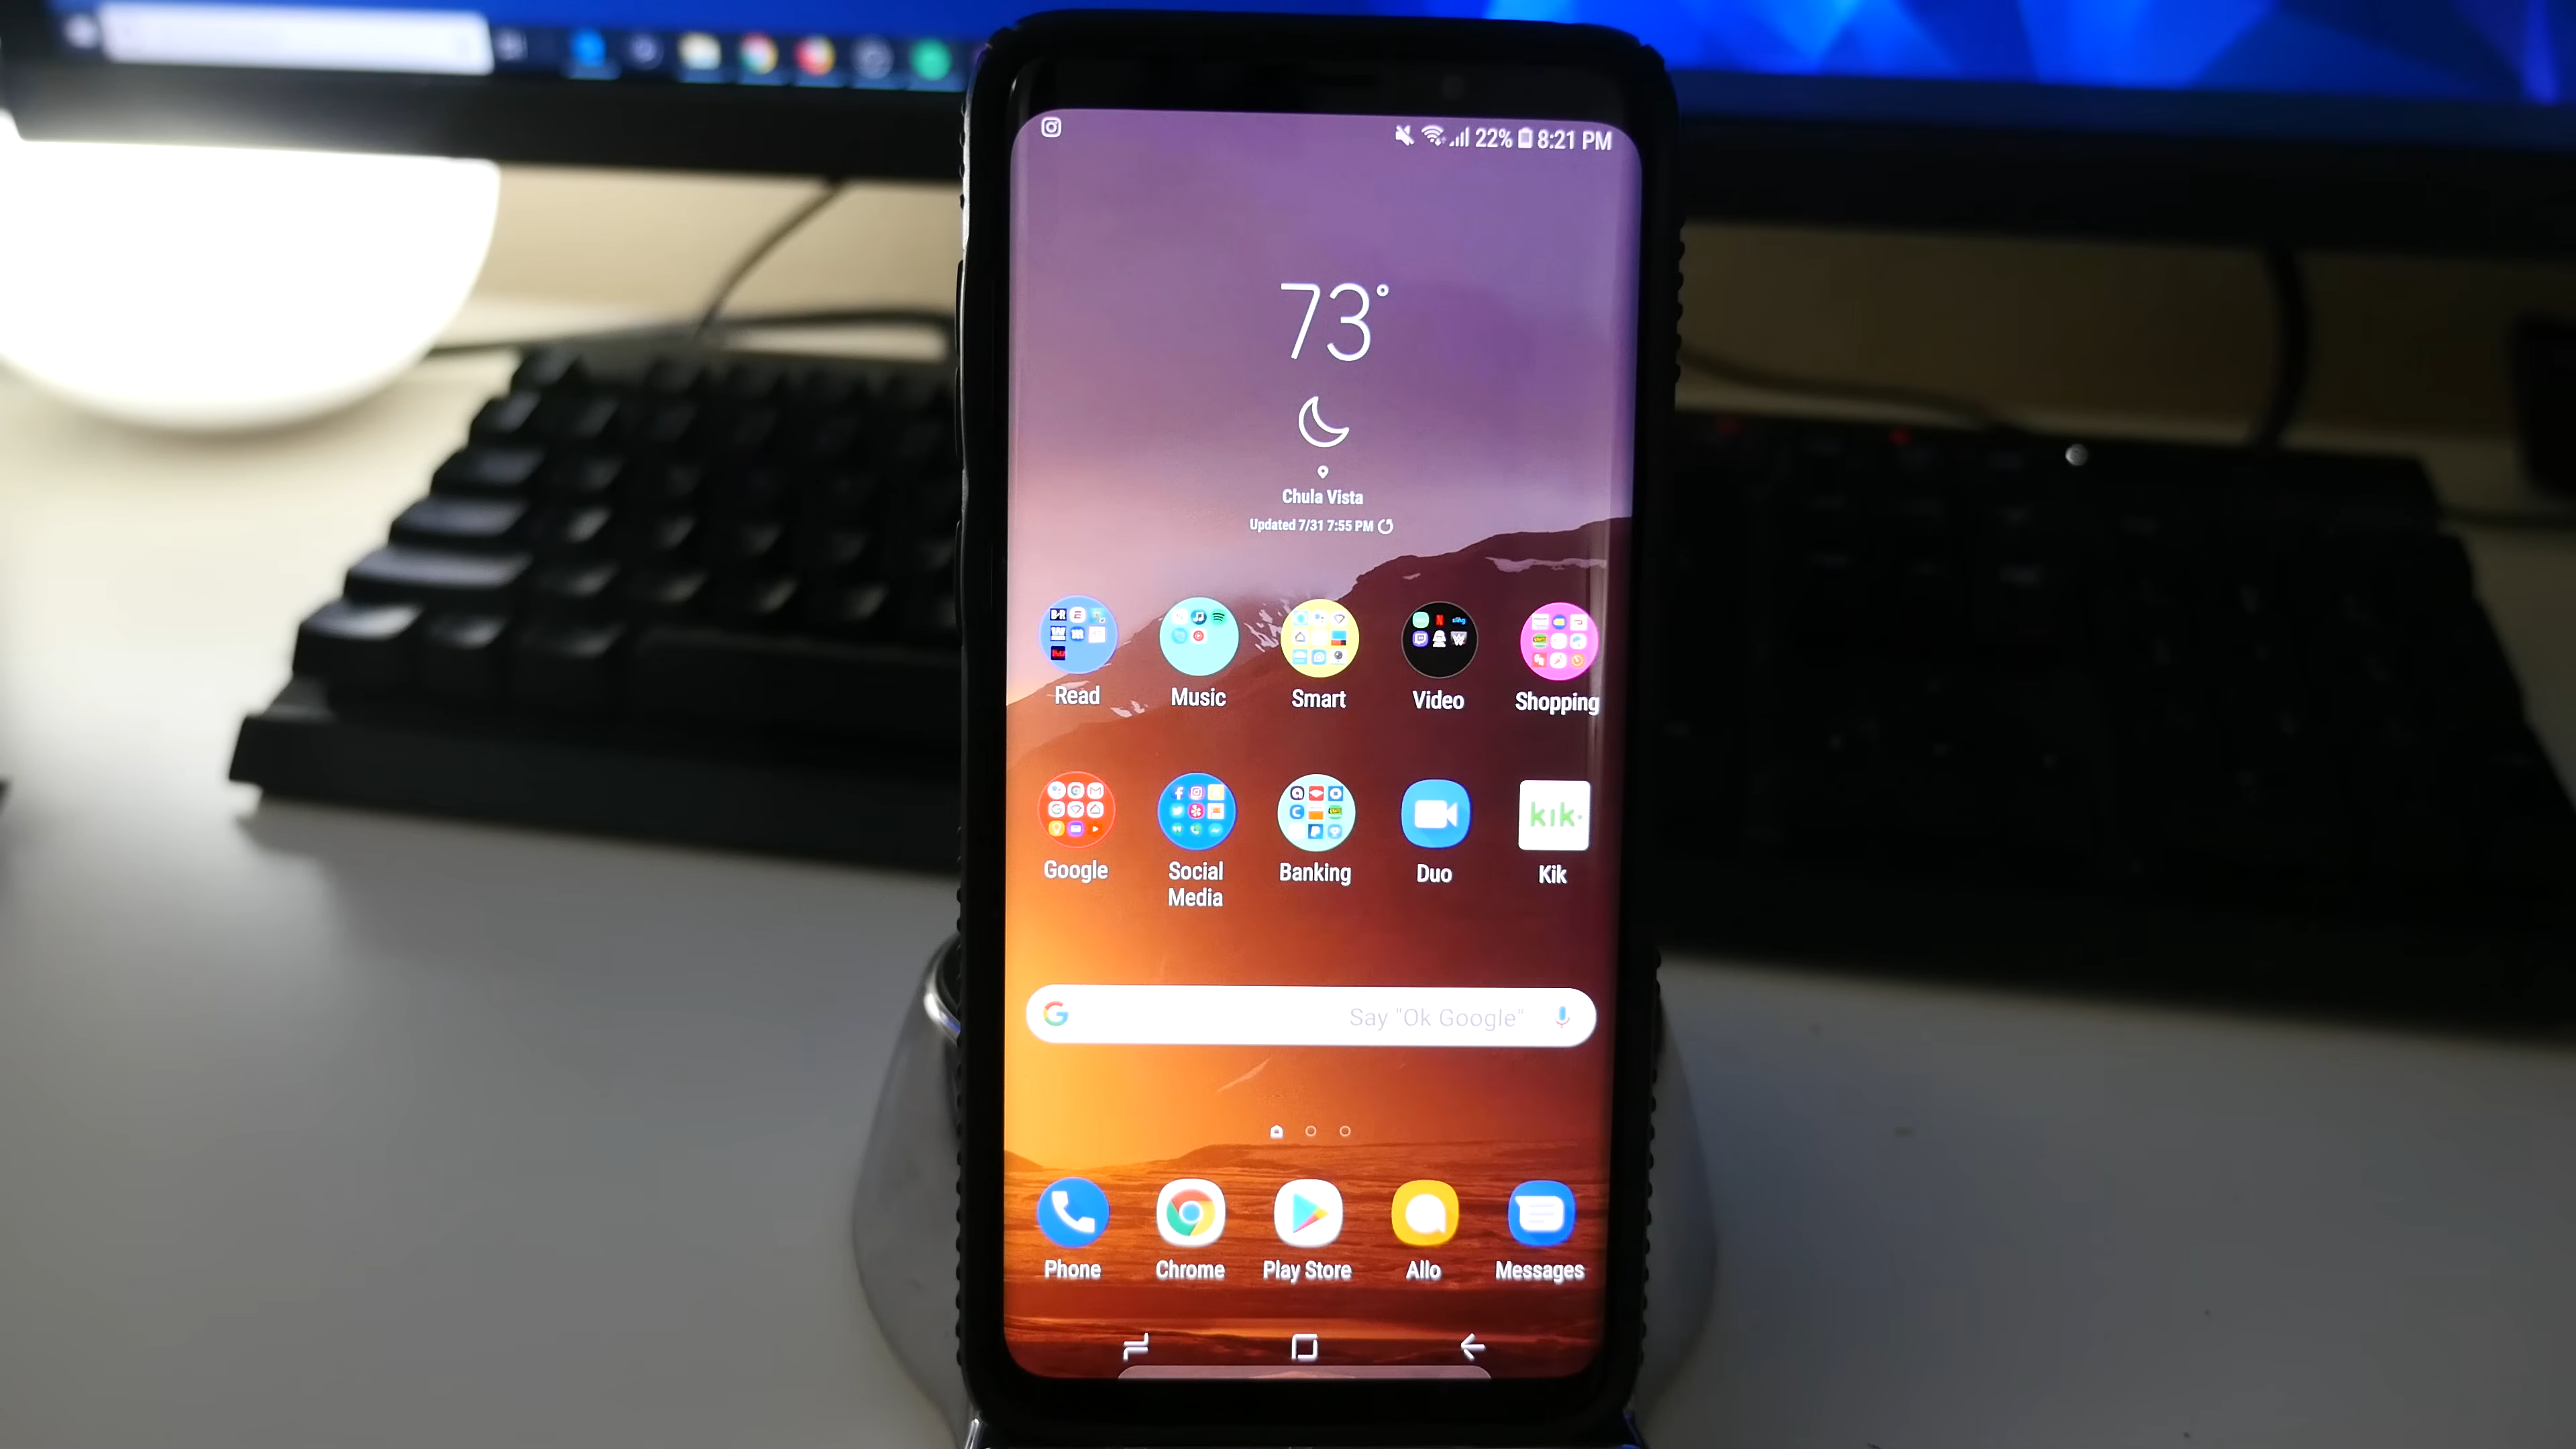 22% 8:21 PM
73°
Chula Vista
Updated 7/31 7:55 PM
Read Music Smart Video Shopping
kik.
Google Social Media Banking Duo Kik
G Say "Ok Google"
Phone Chrome Play Store Allo Messages